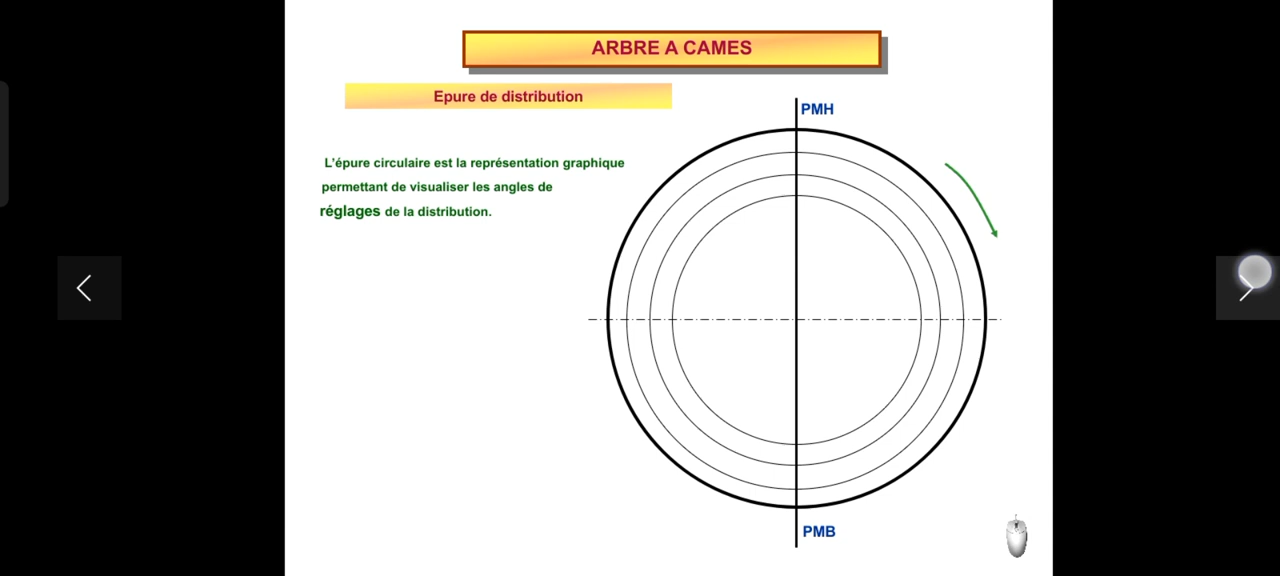 ARBRE A CAMES
Epure de distribution
PMH
L'épure circulaire est la représentation graphique
permettant de visualiser les angles de
réglages de la distribution.
PMB